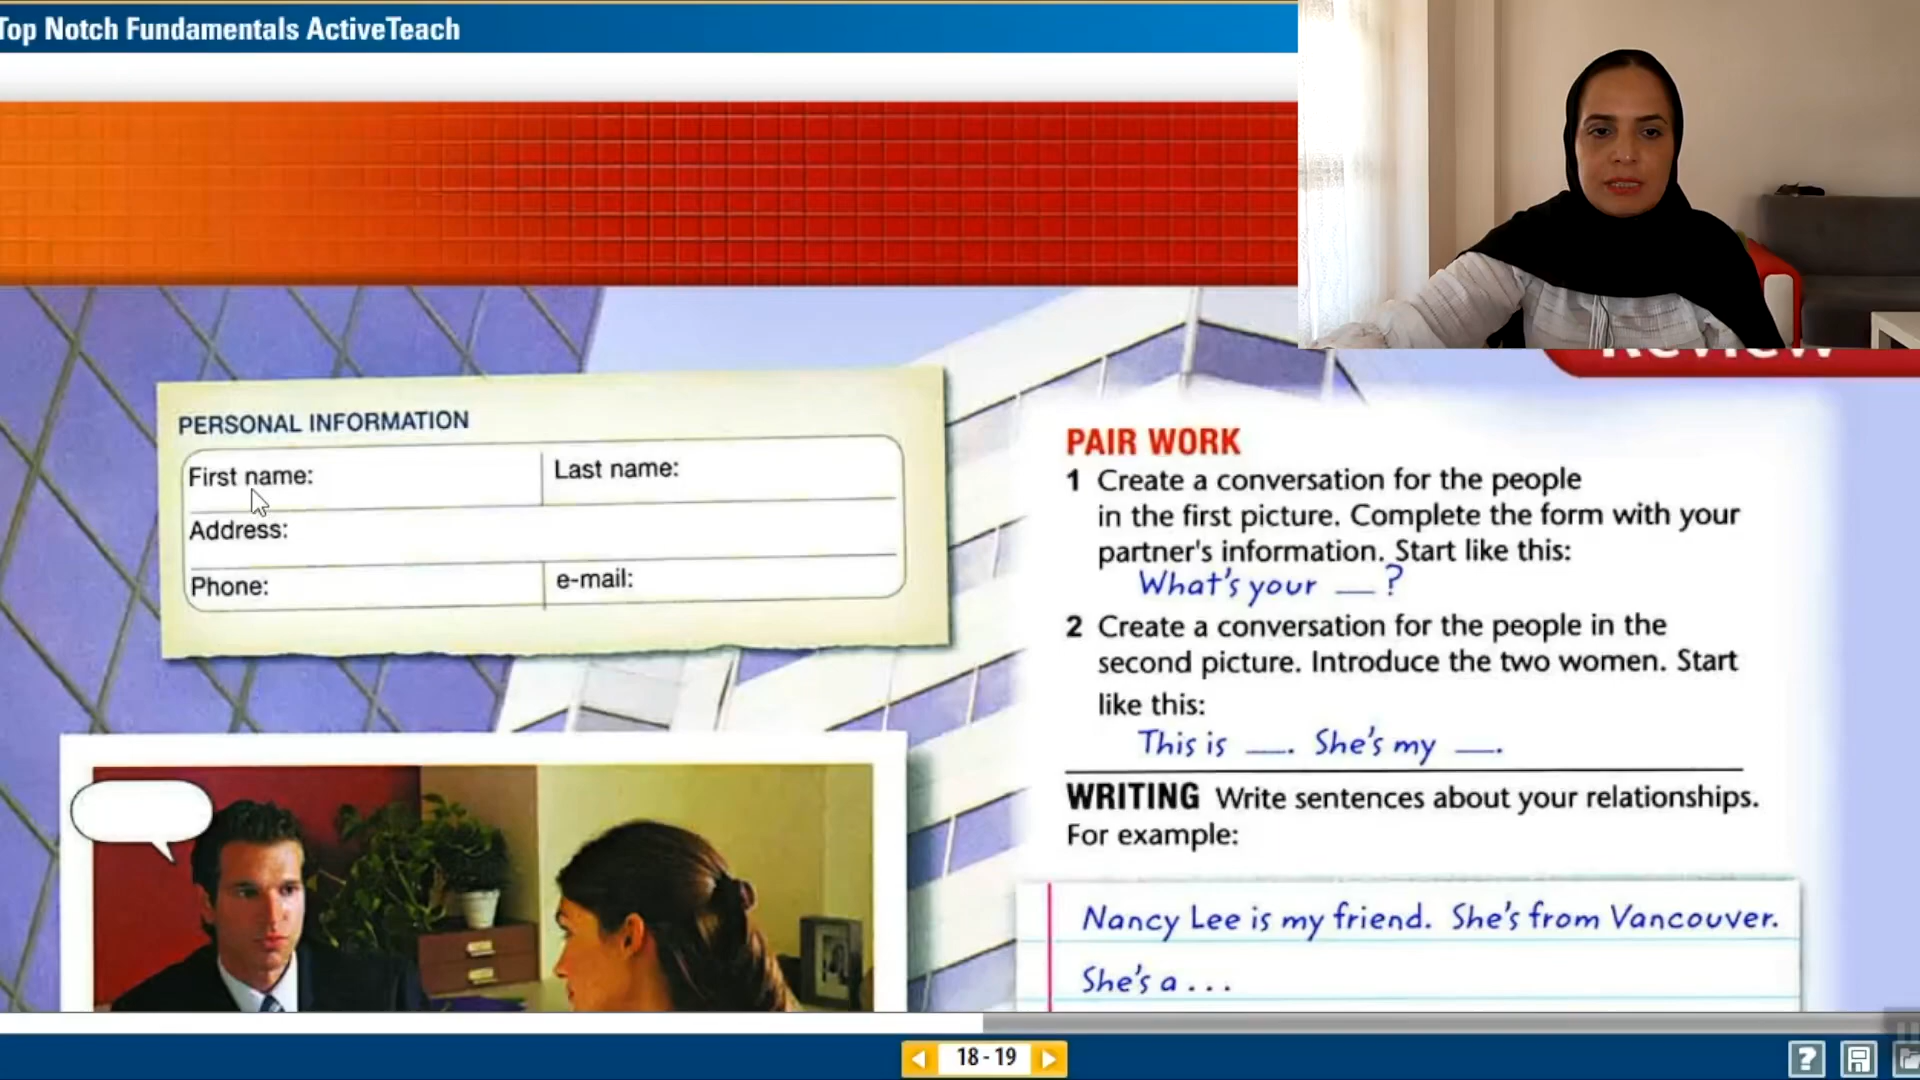 Top Notch Fundamentals ActiveTeach
PERSONAL INFORMATION
First name:
Last name:
Address:
Phone:
e-mail:
Review
PAIR WORK
1 Create a conversation for the people
in the first picture. Complete the form with your
partner's information. Start like this:
What's your ___?
2 Create a conversation for the people in the
second picture. Introduce the two women. Start
like this:
This is ___. She's my ___.
WRITING Write sentences about your relationships.
For example:
Nancy Lee is my friend. She's from Vancouver.
She's a ...
18 - 19
?